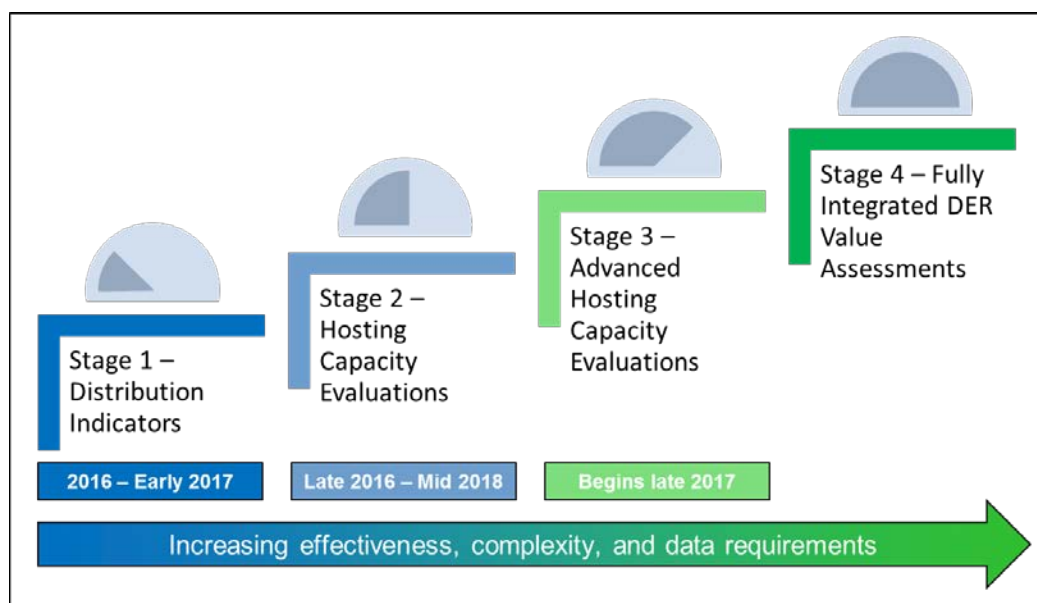 Stage 1 –
Distribution
Indicators
Stage 2 –
Hosting
Capacity
Evaluations
Stage 3 –
Advanced
Hosting
Capacity
Evaluations
Stage 4 – Fully
Integrated DER
Value
Assessments
2016 – Early 2017
Late 2016 – Mid 2018
Begins late 2017
Increasing effectiveness, complexity, and data requirements